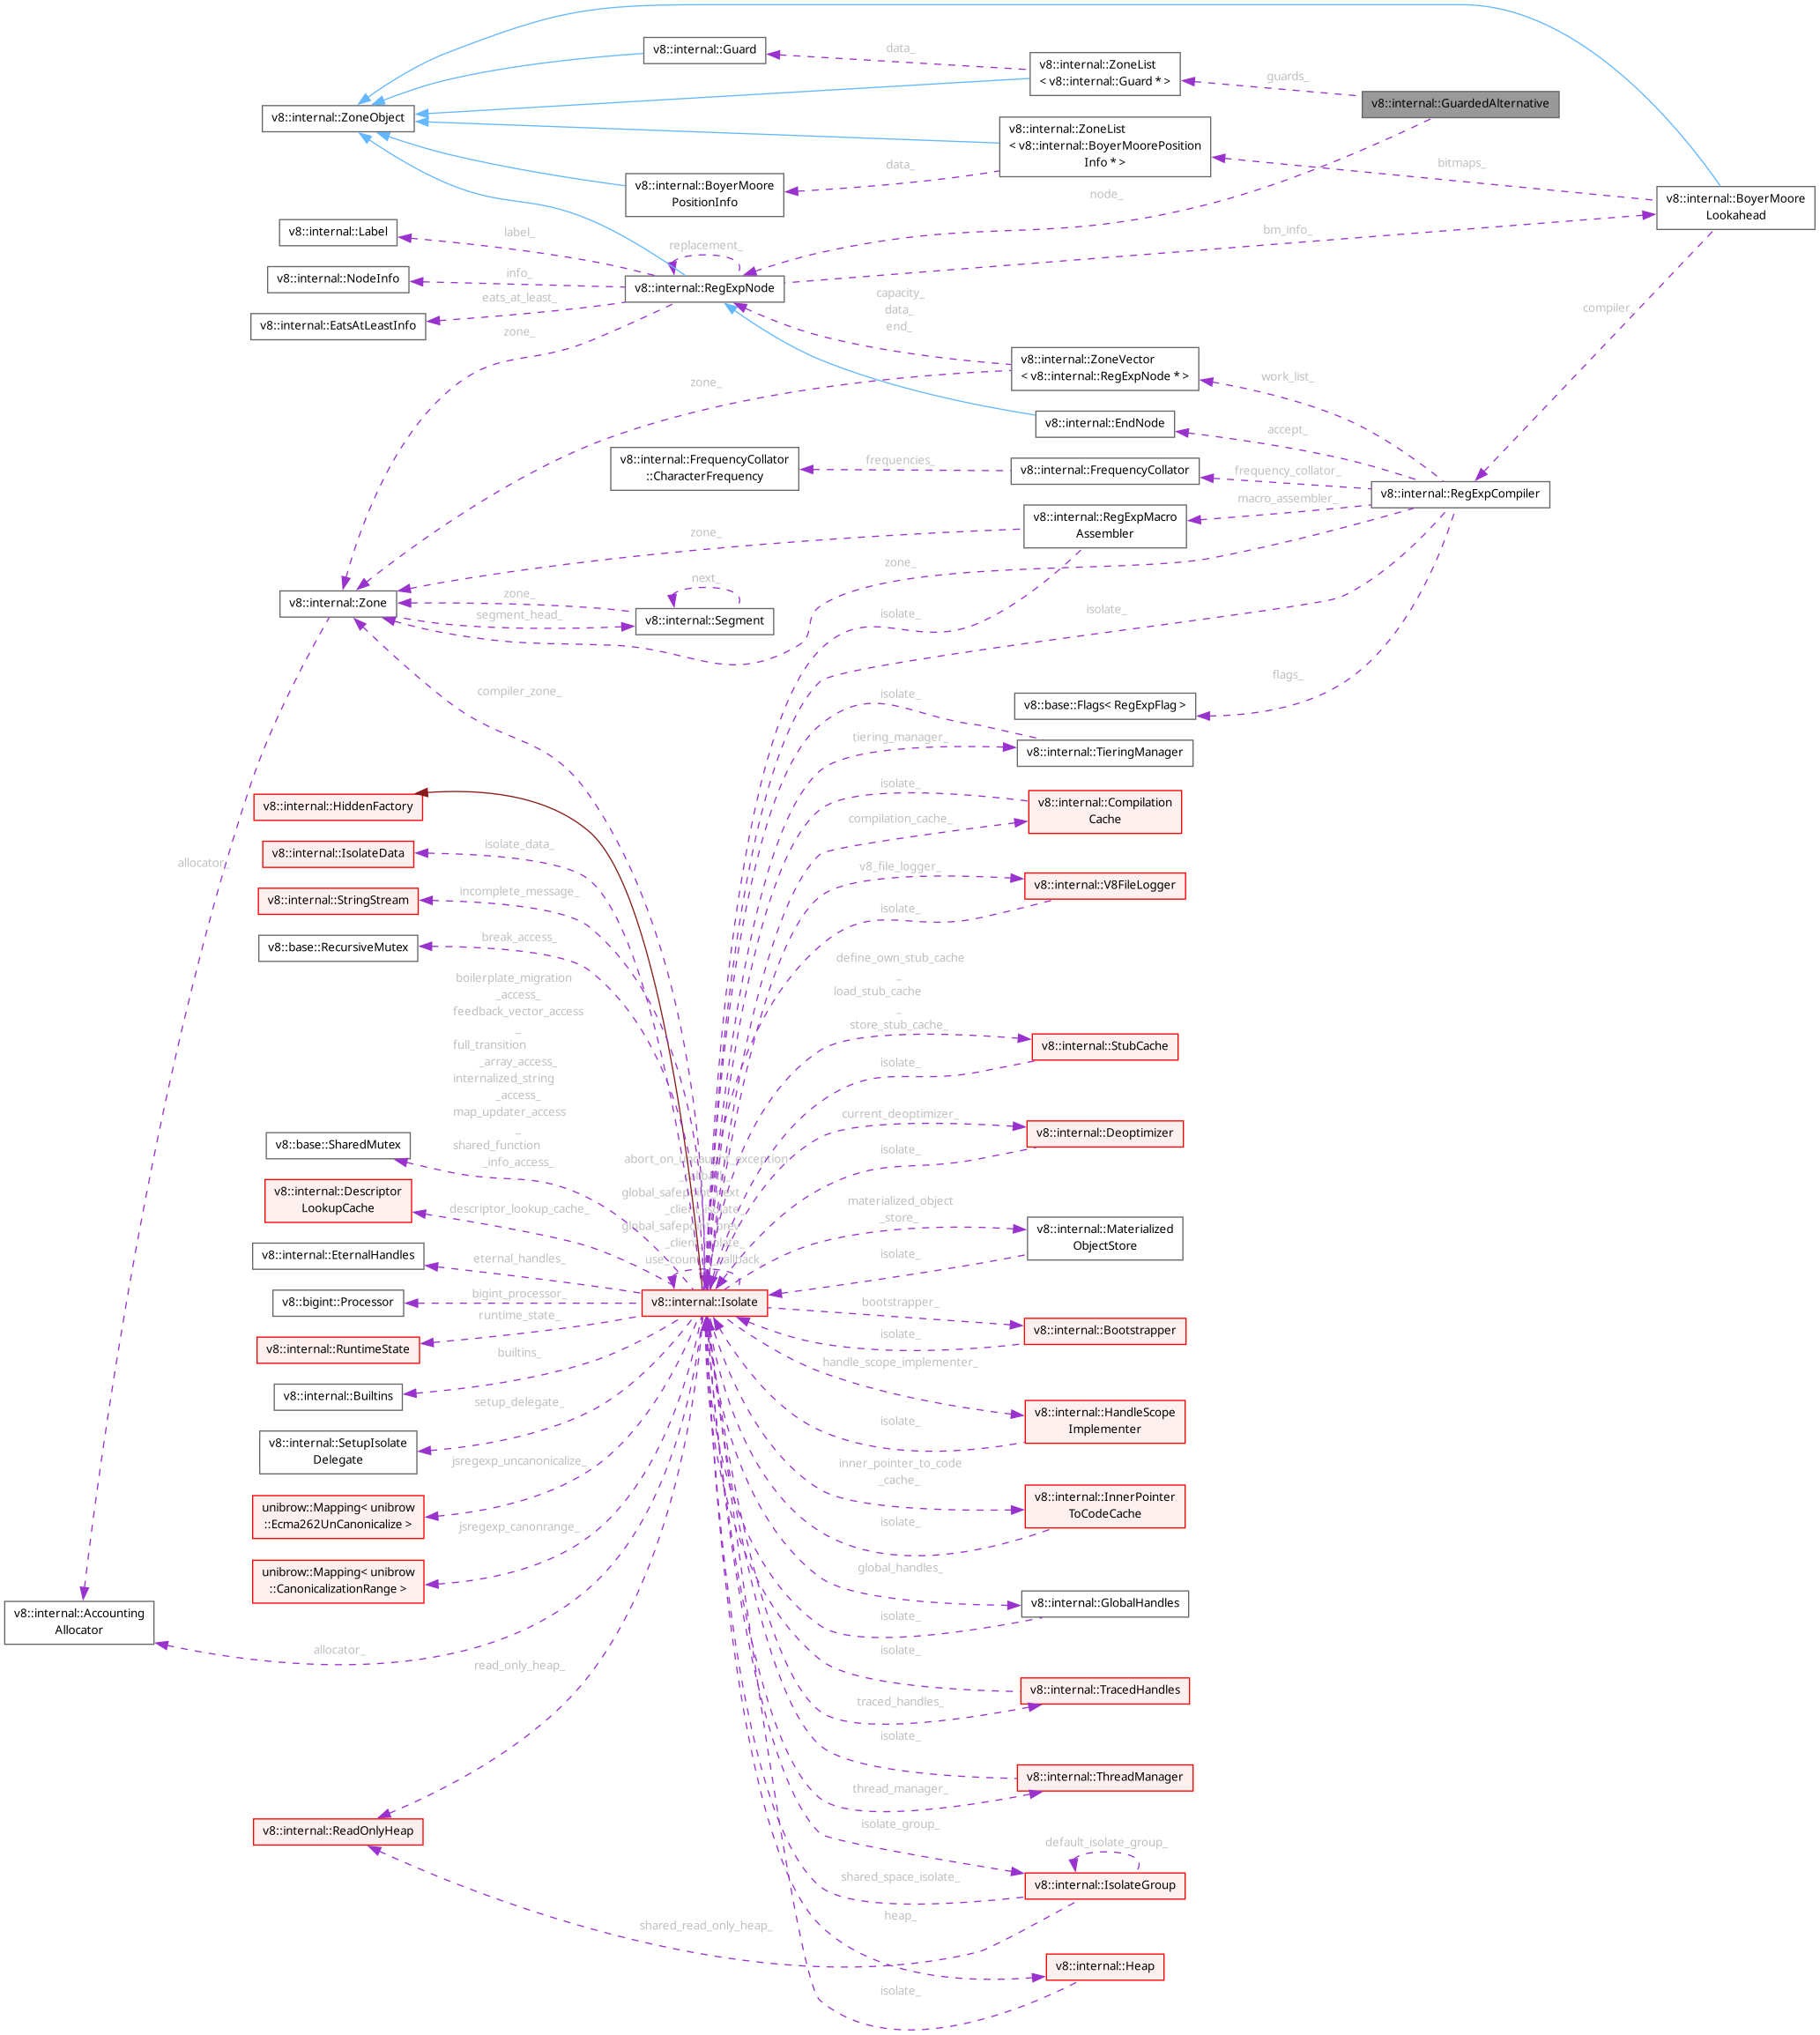 v8::internal::Guard
data_
v8::internal::ZoneList
< v8::internal::Guard * >
guards_
v8::internal::GuardedAlternative
v8::internal::ZoneObject
v8::internal::ZoneList
< v8::internal::BoyerMoorePosition
Info * >
data_
bitmaps_
v8::internal::BoyerMoore
PositionInfo
node_
v8::internal::BoyerMoore
Lookahead
v8::internal::Label
label_
replacement_
bm_info_
v8::internal::NodeInfo
info_
v8::internal::RegExpNode
v8::internal::EatsAtLeastInfo
eats_at_least_
capacity_
data_
end_
compiler_
zone_
v8::internal::ZoneVector
< v8::internal::RegExpNode * >
zone_
work_list_
v8::internal::EndNode
accept_
v8::internal::FrequencyCollator
::CharacterFrequency
frequencies_
v8::internal::FrequencyCollator
frequency_collator_
v8::internal::RegExpCompiler
macro_assembler_
v8::internal::RegExpMacro
Assembler
zone_
zone_
v8::internal::Zone
zone_
segment_head_
next_
v8::internal::Segment
isolate_
isolate_
flags_
compiler_zone_
v8::base::Flags< RegExpFlag >
isolate_
tiering_manager_
v8::internal::TieringManager
v8::internal::HiddenFactory
isolate_
compilation_cache_
v8::internal::Compilation
Cache
v8::internal::IsolateData
isolate_data_
allocator_
v8_file_logger_
v8::internal::V8FileLogger
v8::internal::StringStream
incomplete_message_
isolate_
v8::base::RecursiveMutex
break_access_
define_own_stub_cache
_
load_stub_cache
_
store_stub_cache_
v8::internal::StubCache
isolate_
boilerplate_migration
_access_
feedback_vector_access
_
full_transition
_array_access_
internalized_string
_access_
map_updater_access
_
shared_function
_info_access_
v8::base::SharedMutex
current_deoptimizer_
v8::internal::Deoptimizer
isolate_
abort_on_uncaught_exception
_callback_
global_safepoint_next
_client_isolate_
global_safepoint_prev
_client_isolate_
use_counter_callback_
v8::internal::Descriptor
LookupCache
descriptor_lookup_cache_
materialized_object
_store_
v8::internal::Materialized
ObjectStore
isolate_
v8::internal::EternalHandles
eternal_handles_
v8::bigint::Processor
bigint_processor_
v8::internal::Isolate
bootstrapper_
v8::internal::Bootstrapper
isolate_
v8::internal::RuntimeState
runtime_state_
v8::internal::Builtins
builtins_
handle_scope_implementer_
v8::internal::HandleScope
Implementer
isolate_
v8::internal::SetupIsolate
Delegate
setup_delegate_
unibrow::Mapping< unibrow
::Ecma262UnCanonicalize >
jsregexp_uncanonicalize_
inner_pointer_to_code
_cache_
v8::internal::InnerPointer
ToCodeCache
isolate_
unibrow::Mapping< unibrow
::CanonicalizationRange >
jsregexp_canonrange_
global_handles_
v8::internal::GlobalHandles
isolate_
v8::internal::Accounting
Allocator
allocator_
read_only_heap_
isolate_
v8::internal::TracedHandles
traced_handles_
isolate_
v8::internal::ThreadManager
thread_manager_
v8::internal::ReadOnlyHeap
isolate_group_
default_isolate_group_
v8::internal::IsolateGroup
shared_space_isolate_
shared_read_only_heap_
heap_
v8::internal::Heap
isolate_